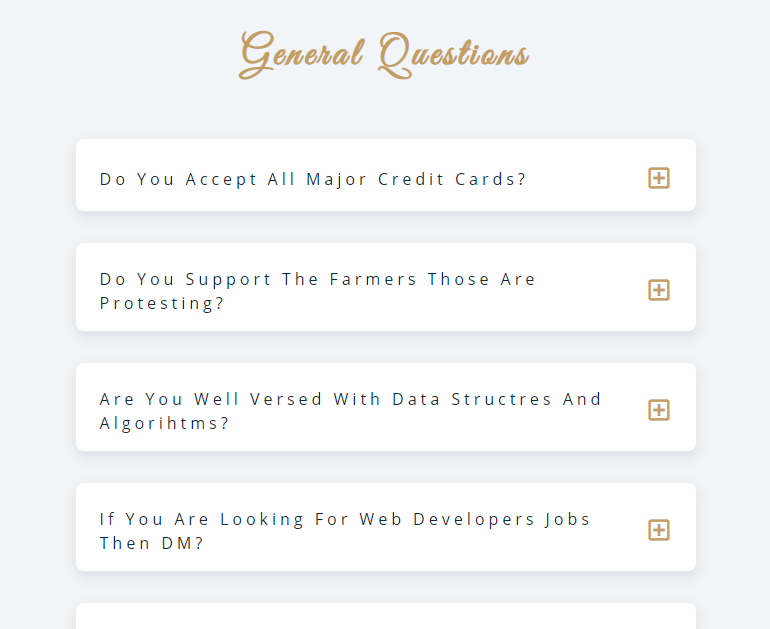 General Questions
Do You Accept All Major Credit Cards?
Do You Support The Farmers Those Are
Protesting?
Are You Well Versed With Data Structres And
Algorihtms?
If You Are Looking For Web Developers Jobs
Then DM?